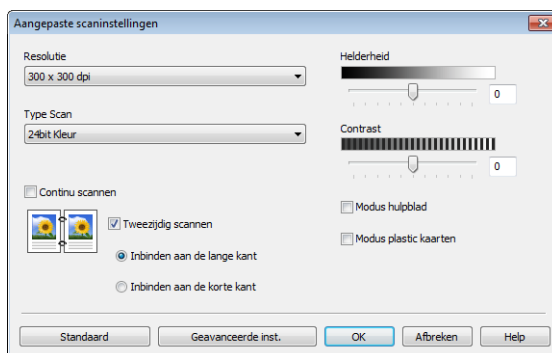 Aangepaste scaninstellingen
Resolutie
300 x 300 dpi
Type Scan
24bit Kleur
Continu scannen
Tweezijdig scannen
Inbinden aan de lange kant
Inbinden aan de korte kant
Helderheid
0
Contrast
0
Modus hulpblad
Modus plastic kaarten
Standaard
Geavanceerde inst.
OK
Afbreken
Help